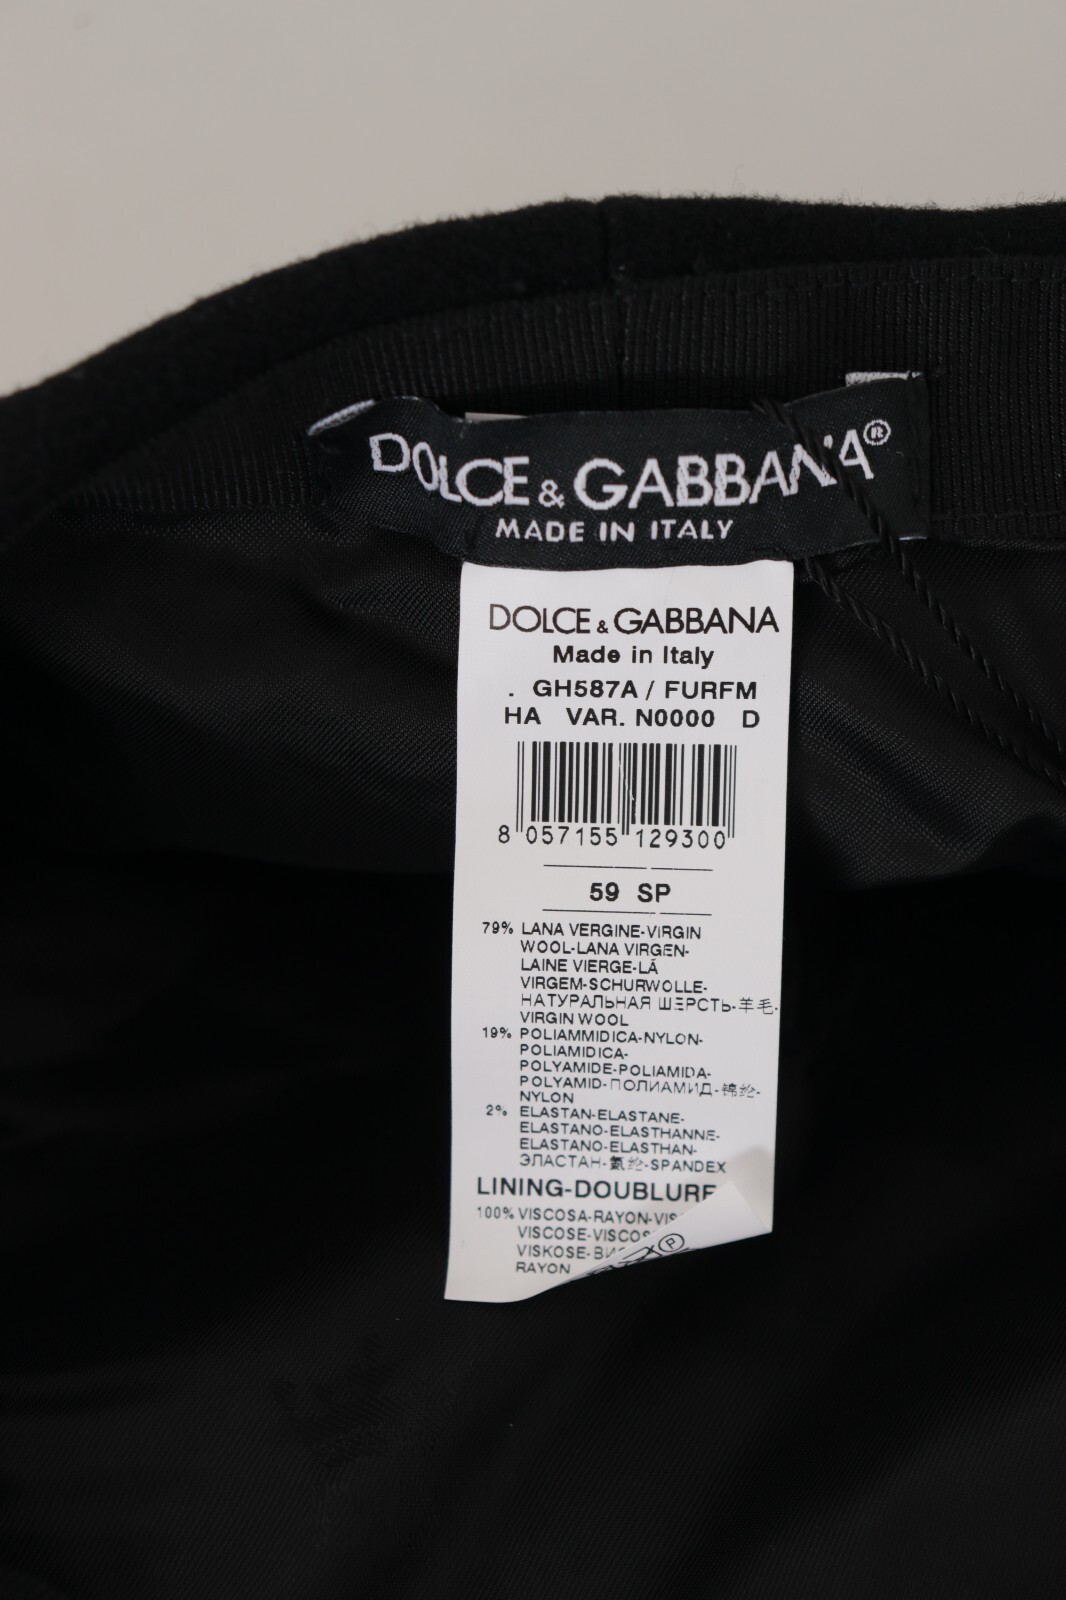 DOLCE & GABBANA®
MADE IN ITALY
DOLCE & GABBANA
Made in Italy
. GH587A / FURFM
HA VAR. N0000 D
8 057155 129300
59 SP
79% LANA VERGINE-VIRGIN
WOOL-LANA VIRGEN-
LAINE VIERGE-LÃ
VIRGEM-SCHURWOLLE-
НАТУРАЛЬНАЯ ШЕРСТЬ-羊毛-
VIRGIN WOOL
19% POLIAMMIDICA-NYLON-
POLIAMIDICA-
POLYAMIDE-POLIAMIDA-
POLYAMID-ПОЛИАМИД-锦纶-
NYLON
2% ELASTAN-ELASTANE-
ELASTANO-ELASTHANNE-
ELASTANO-ELASTHAN-
ЭЛАСТАН-氨纶-SPANDEX
LINING-DOUBLURE
100% VISCOSA-RAYON-
VISCOSE-
VISKOSE-
RAYON
P